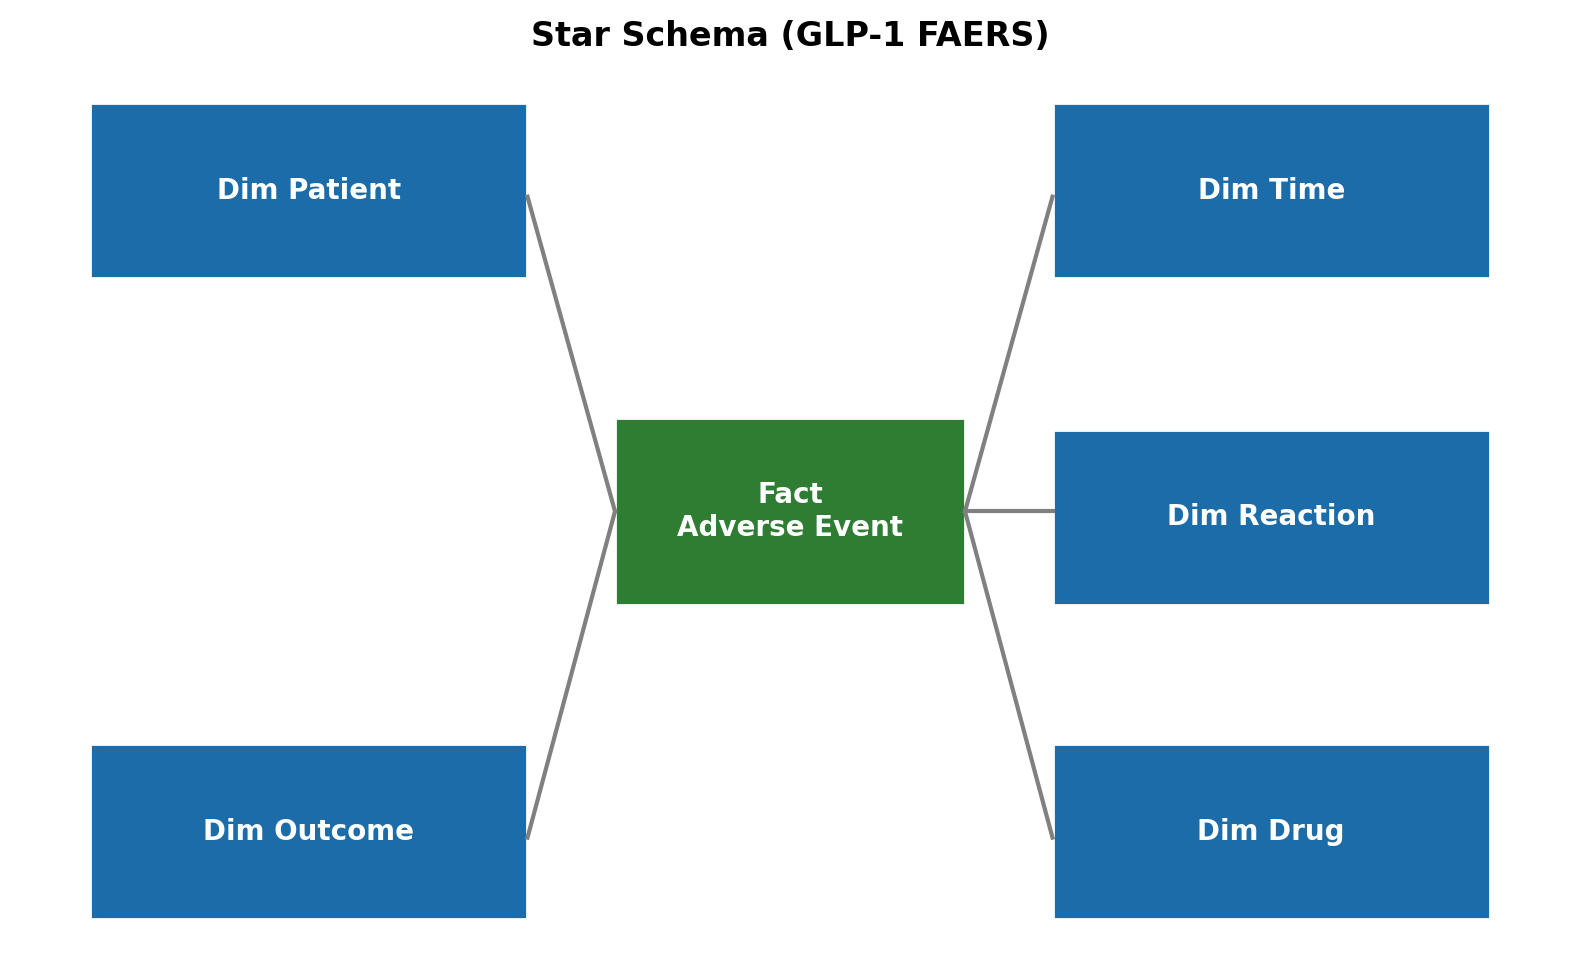 Star Schema (GLP-1 FAERS)
Dim Patient
Dim Time
Fact
Adverse Event
Dim Reaction
Dim Outcome
Dim Drug